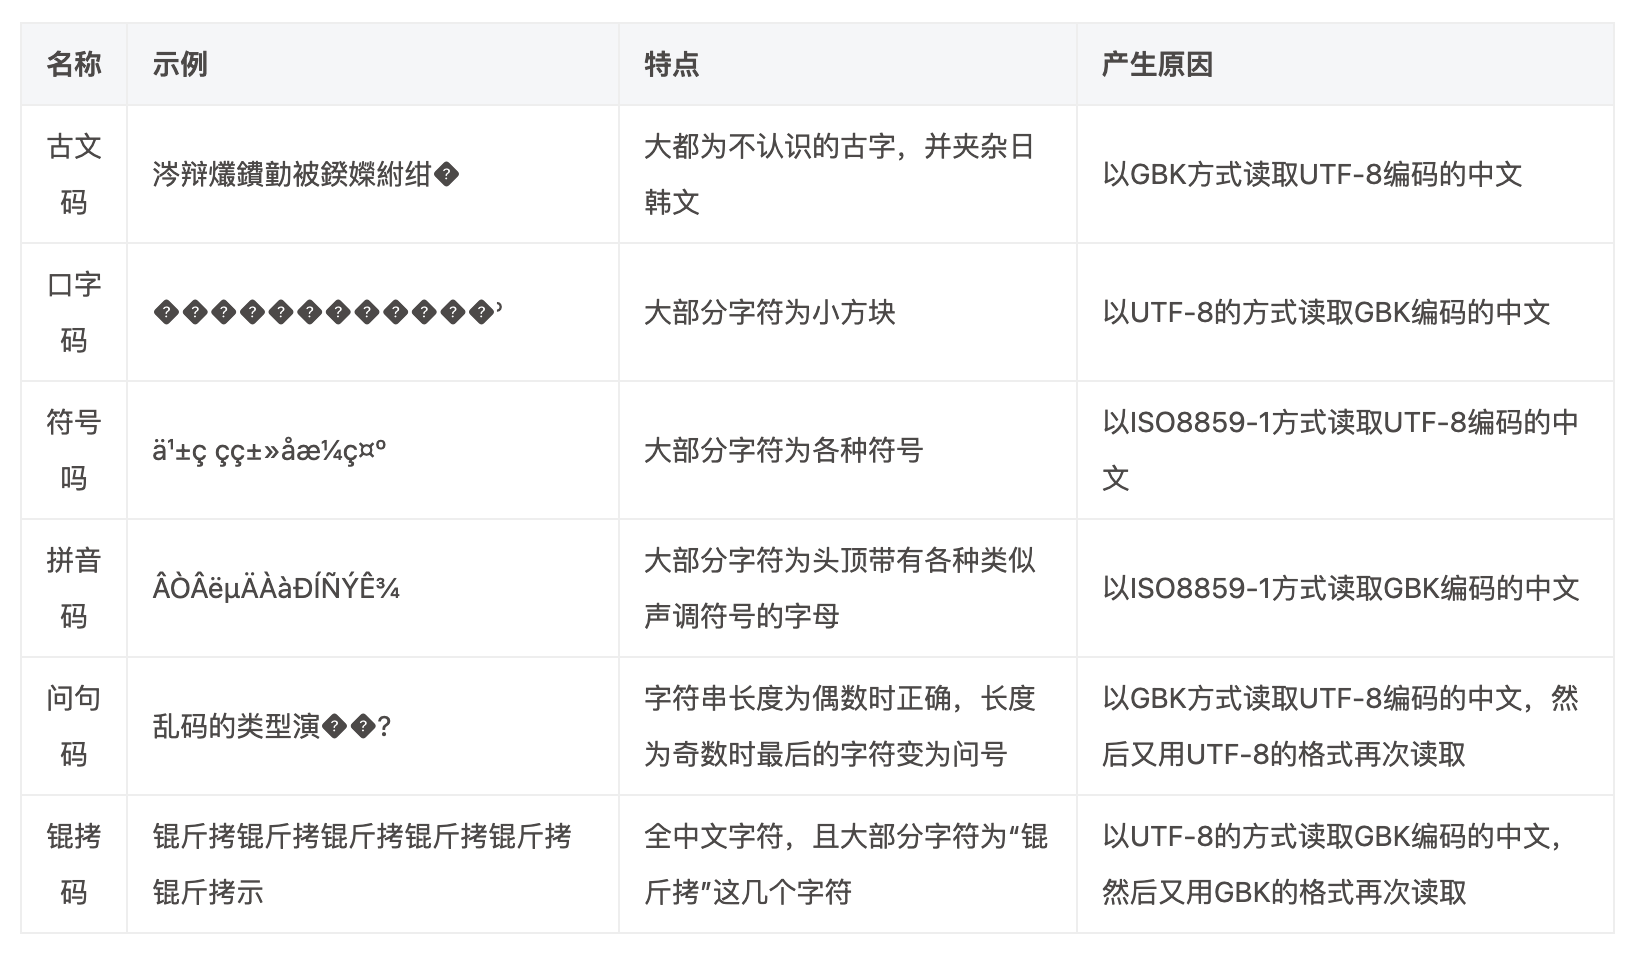 名称 示例 特点 产生原因
古文
码
涔辩爜鐨勭被鍨嬫紨绀�
大都为不认识的古字，并夹杂日
韩文
以GBK方式读取UTF-8编码的中文
口字
码
������������ʾ
大部分字符为小方块
以UTF-8的方式读取GBK编码的中文
符号
吗
ä¹±ç çç±»åæ¼ç¤º
大部分字符为各种符号
以ISO8859-1方式读取UTF-8编码的中
文
拼音
码
ÂÒÂëµÄÀàÐÍÑÝÊ¾
大部分字符为头顶带有各种类似
声调符号的字母
以ISO8859-1方式读取GBK编码的中文
问句
码
乱码的类型演��?
字符串长度为偶数时正确，长度
为奇数时最后的字符变为问号
以GBK方式读取UTF-8编码的中文，然
后又用UTF-8的格式再次读取
锟拷
码
锟斤拷锟斤拷锟斤拷锟斤拷锟斤拷
锟斤拷示
全中文字符，且大部分字符为“锟
斤拷”这几个字符
以UTF-8的方式读取GBK编码的中文，
然后又用GBK的格式再次读取